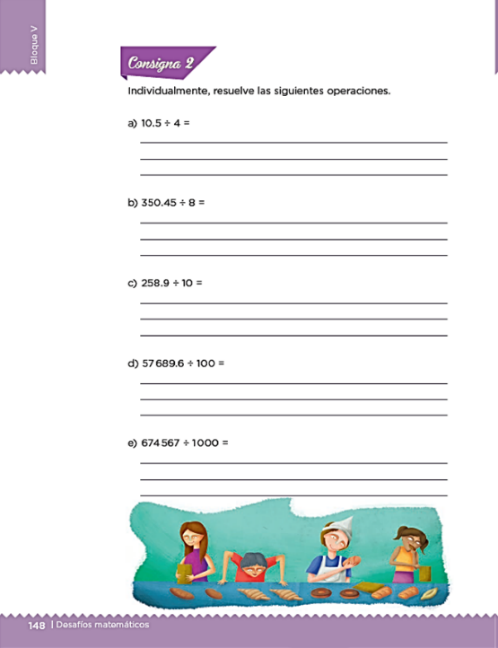 Bloque V
Consigna 2
Individualmente, resuelve las siguientes operaciones.
a) 10.5 ÷ 4 =
b) 350.45 ÷ 8 =
c) 258.9 ÷ 10 =
d) 57 689.6 ÷ 100 =
e) 674 567 ÷ 1000 =
148 | Desafíos matemáticos